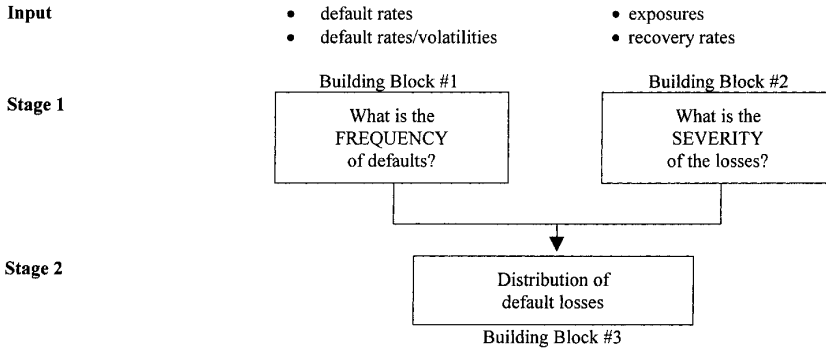 Input
• default rates
• default rates/volatilities
• exposures
• recovery rates
Stage 1
Building Block #1
What is the
FREQUENCY
of defaults?
Building Block #2
What is the
SEVERITY
of the losses?
Stage 2
Distribution of
default losses
Building Block #3